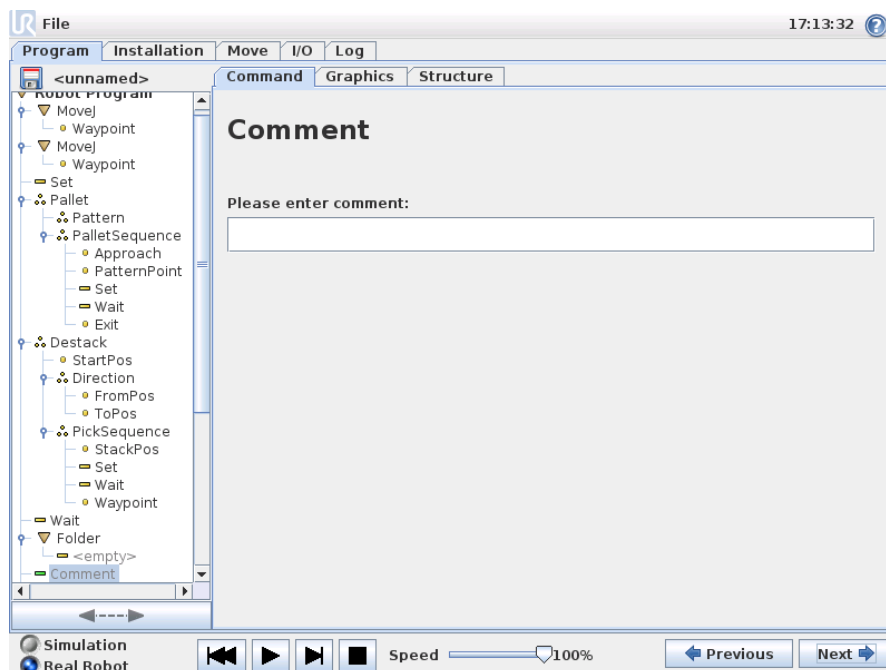 UR File 17:13:32 ?
Program Installation Move I/O Log
<unnamed>
Command Graphics Structure
Robot Program
MoveJ
Waypoint
MoveJ
Waypoint
Set
Pallet
Pattern
PalletSequence
Approach
PatternPoint
Set
Wait
Exit
Destack
StartPos
Direction
FromPos
ToPos
PickSequence
StackPos
Set
Wait
Waypoint
Wait
Folder
<empty>
Comment
Comment
Please enter comment:
Simulation
Real Robot
Speed 100%
Previous
Next